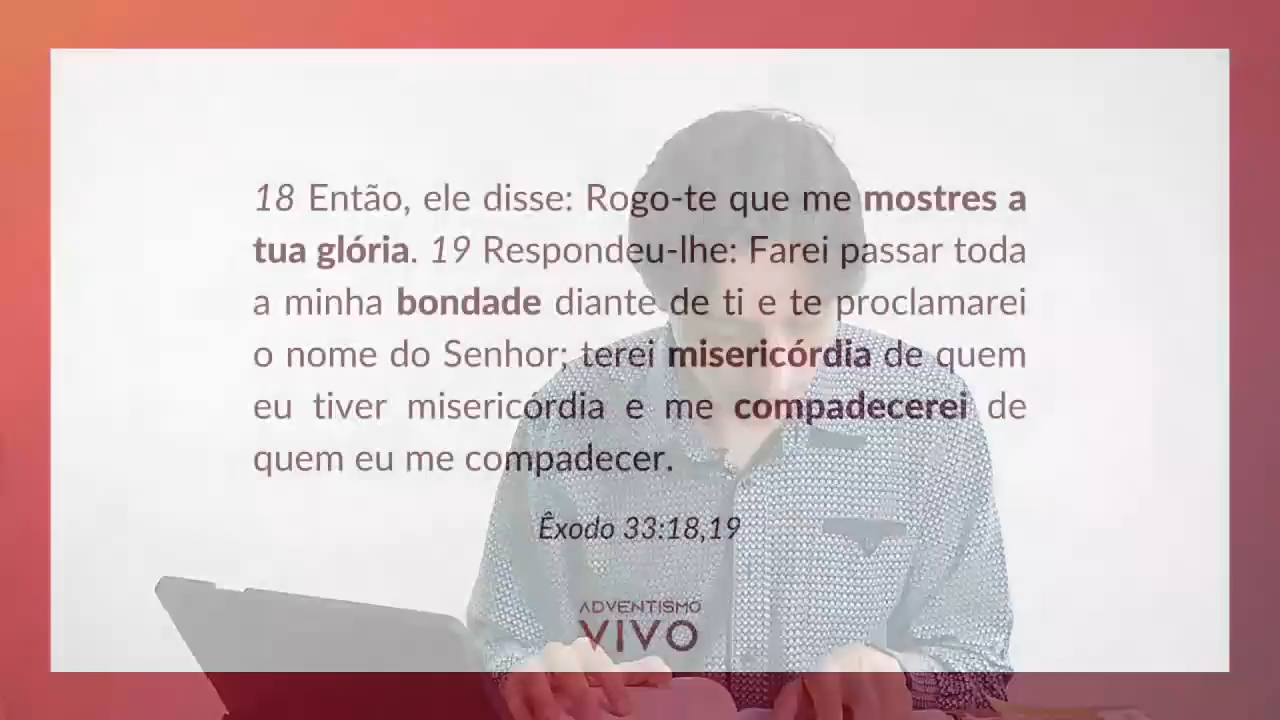 18 Então, ele disse: Rogo-te que me mostres a
tua glória. 19 Respondeu-lhe: Farei passar toda
a minha bondade diante de ti e te proclamarei
o nome do Senhor; terei misericórdia de quem
eu tiver misericórdia e me compadecerei de
quem eu me compadecer.
Êxodo 33:18,19
ADVENTISMO
VIVO